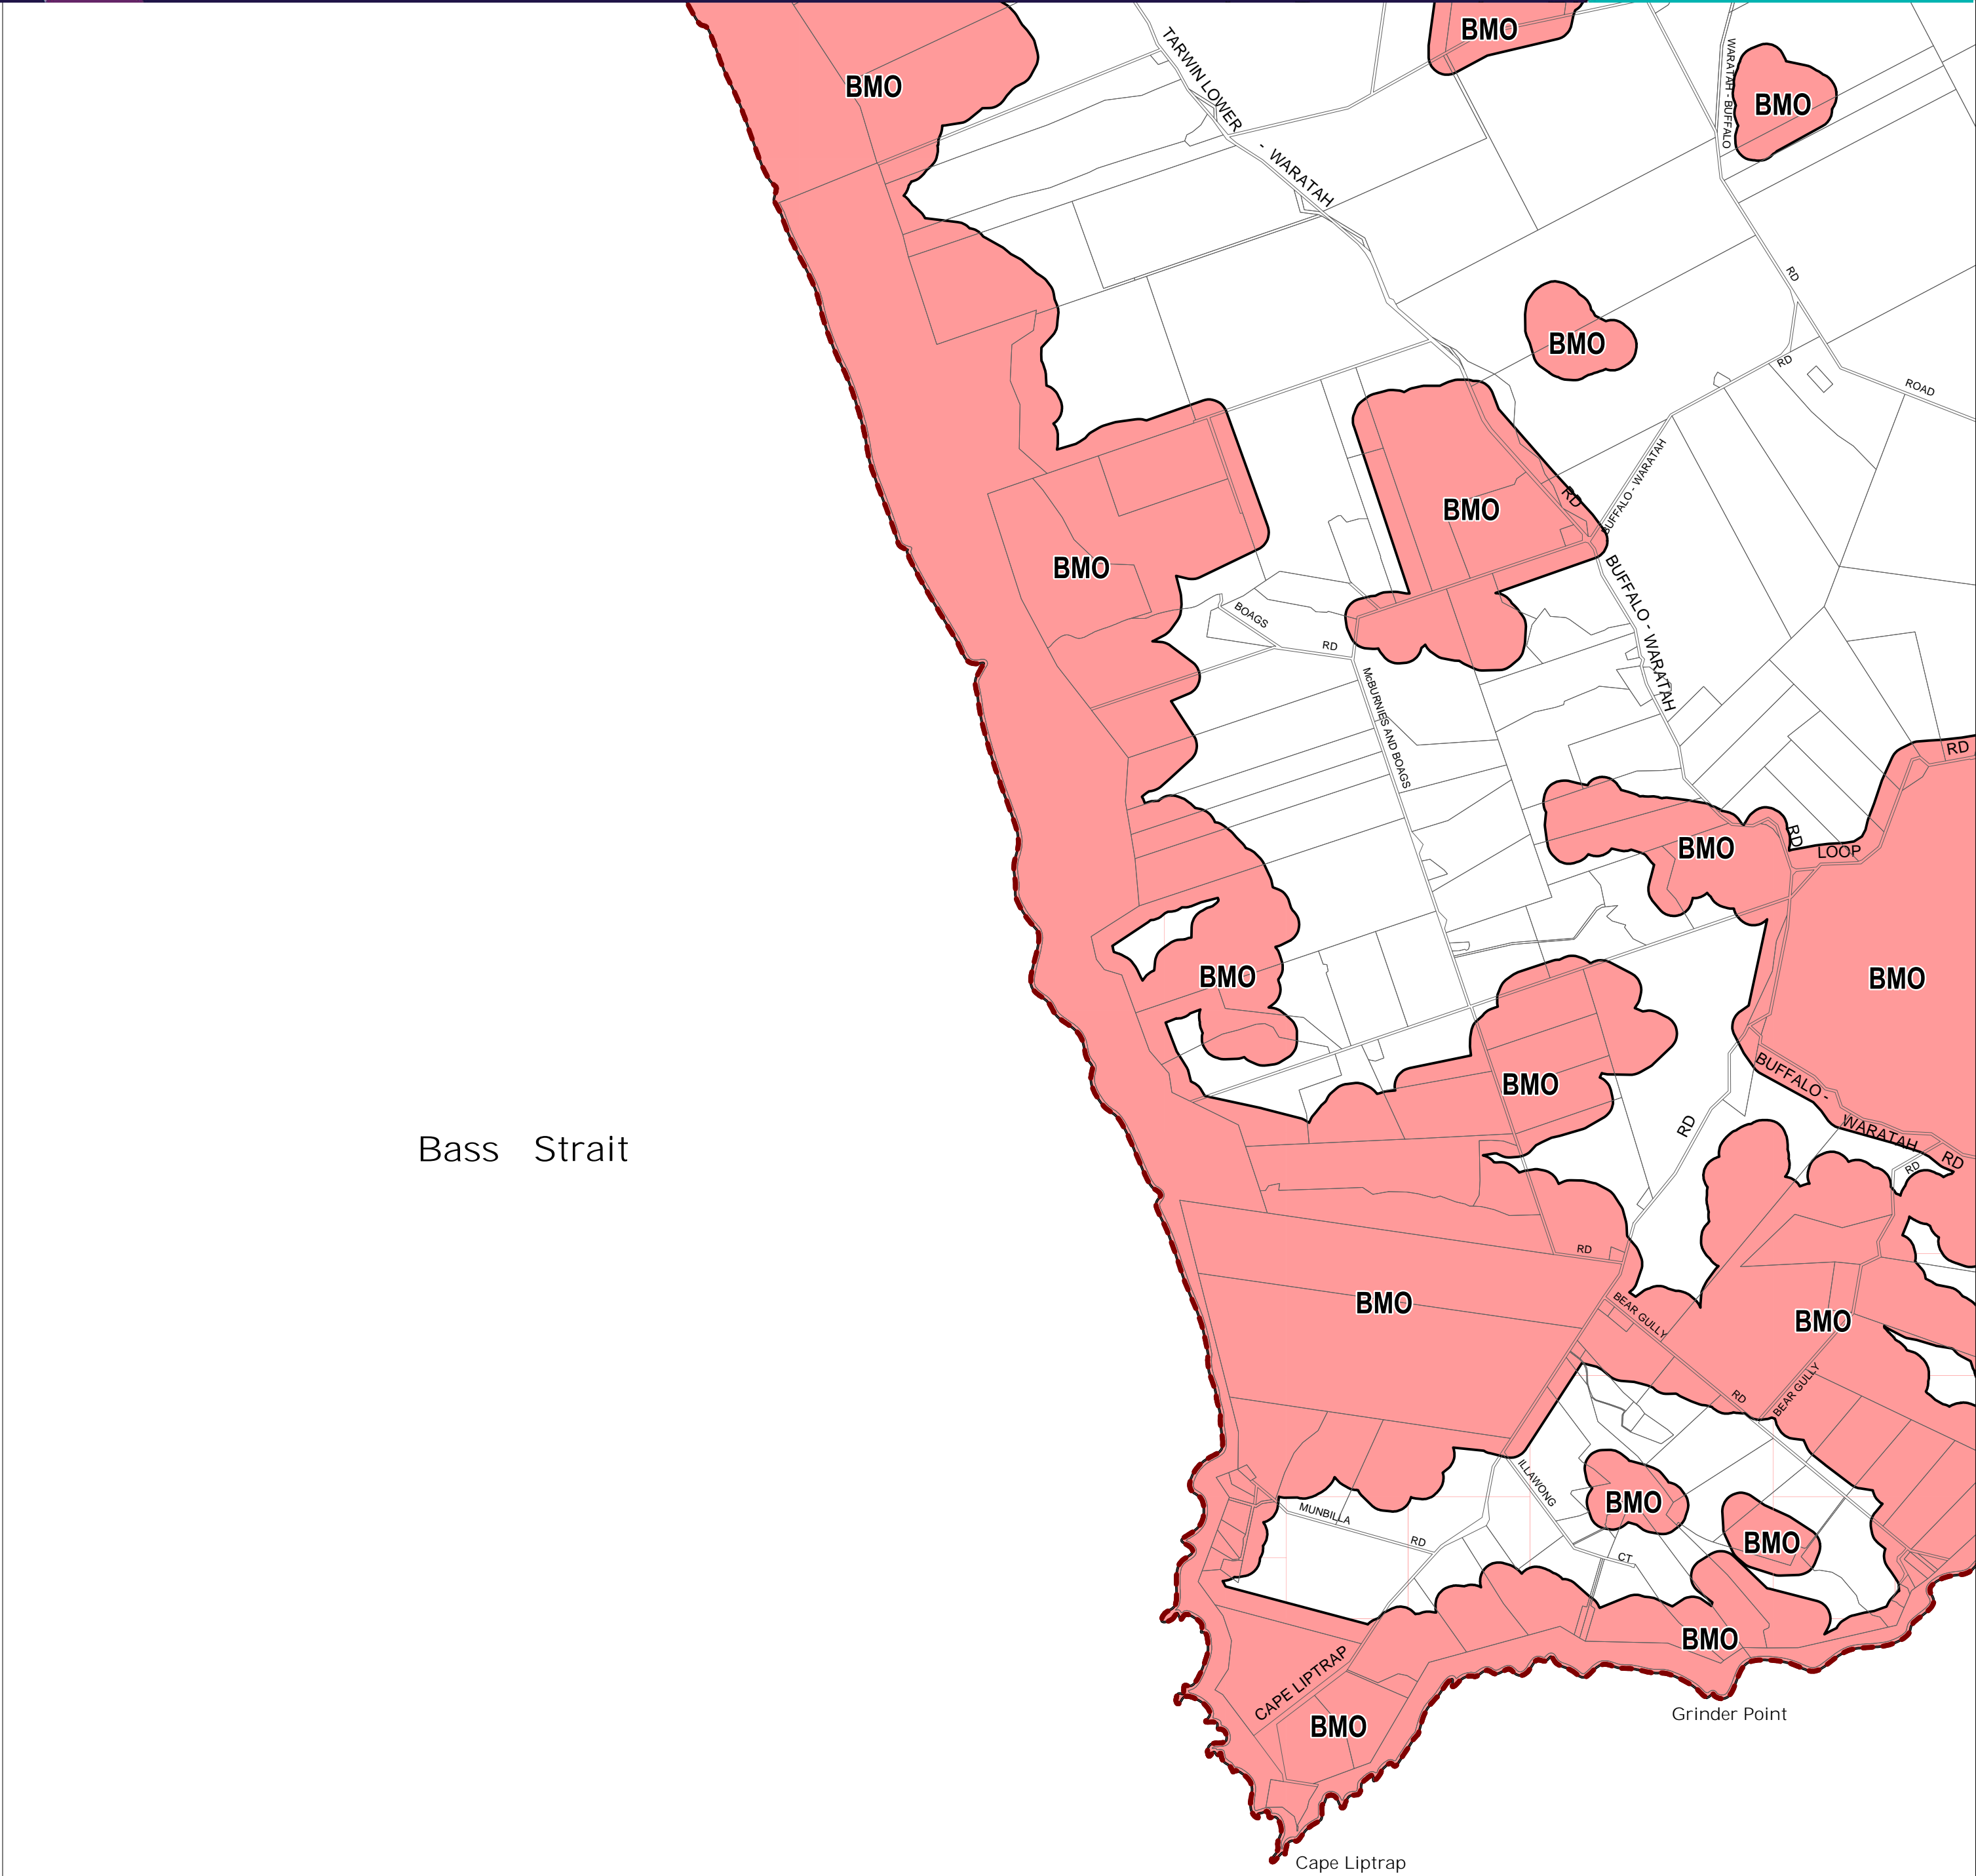 BMO
BMO
BMO
TARWIN LOWER
- WARATAH
RD
WARATAH - BUFFALO
RD
RD
ROAD
BMO
BMO
BMO
BUFFALO - WARATAH
BUFFALO - WARATAH
RD
BOAGS
RD
McBURNIES AND BOAGS
RD
BMO
LOOP
RD
BMO
BMO
BMO
BUFFALO -
WARATAH
RD
RD
RD
Bass Strait
RD
BMO
BEAR GULLY
RD
BMO
BEAR GULLY
ILLAWONG
CT
BMO
BMO
MUNBILLA
RD
BMO
CAPE LIPTRAP
BMO
Grinder Point
Cape Liptrap